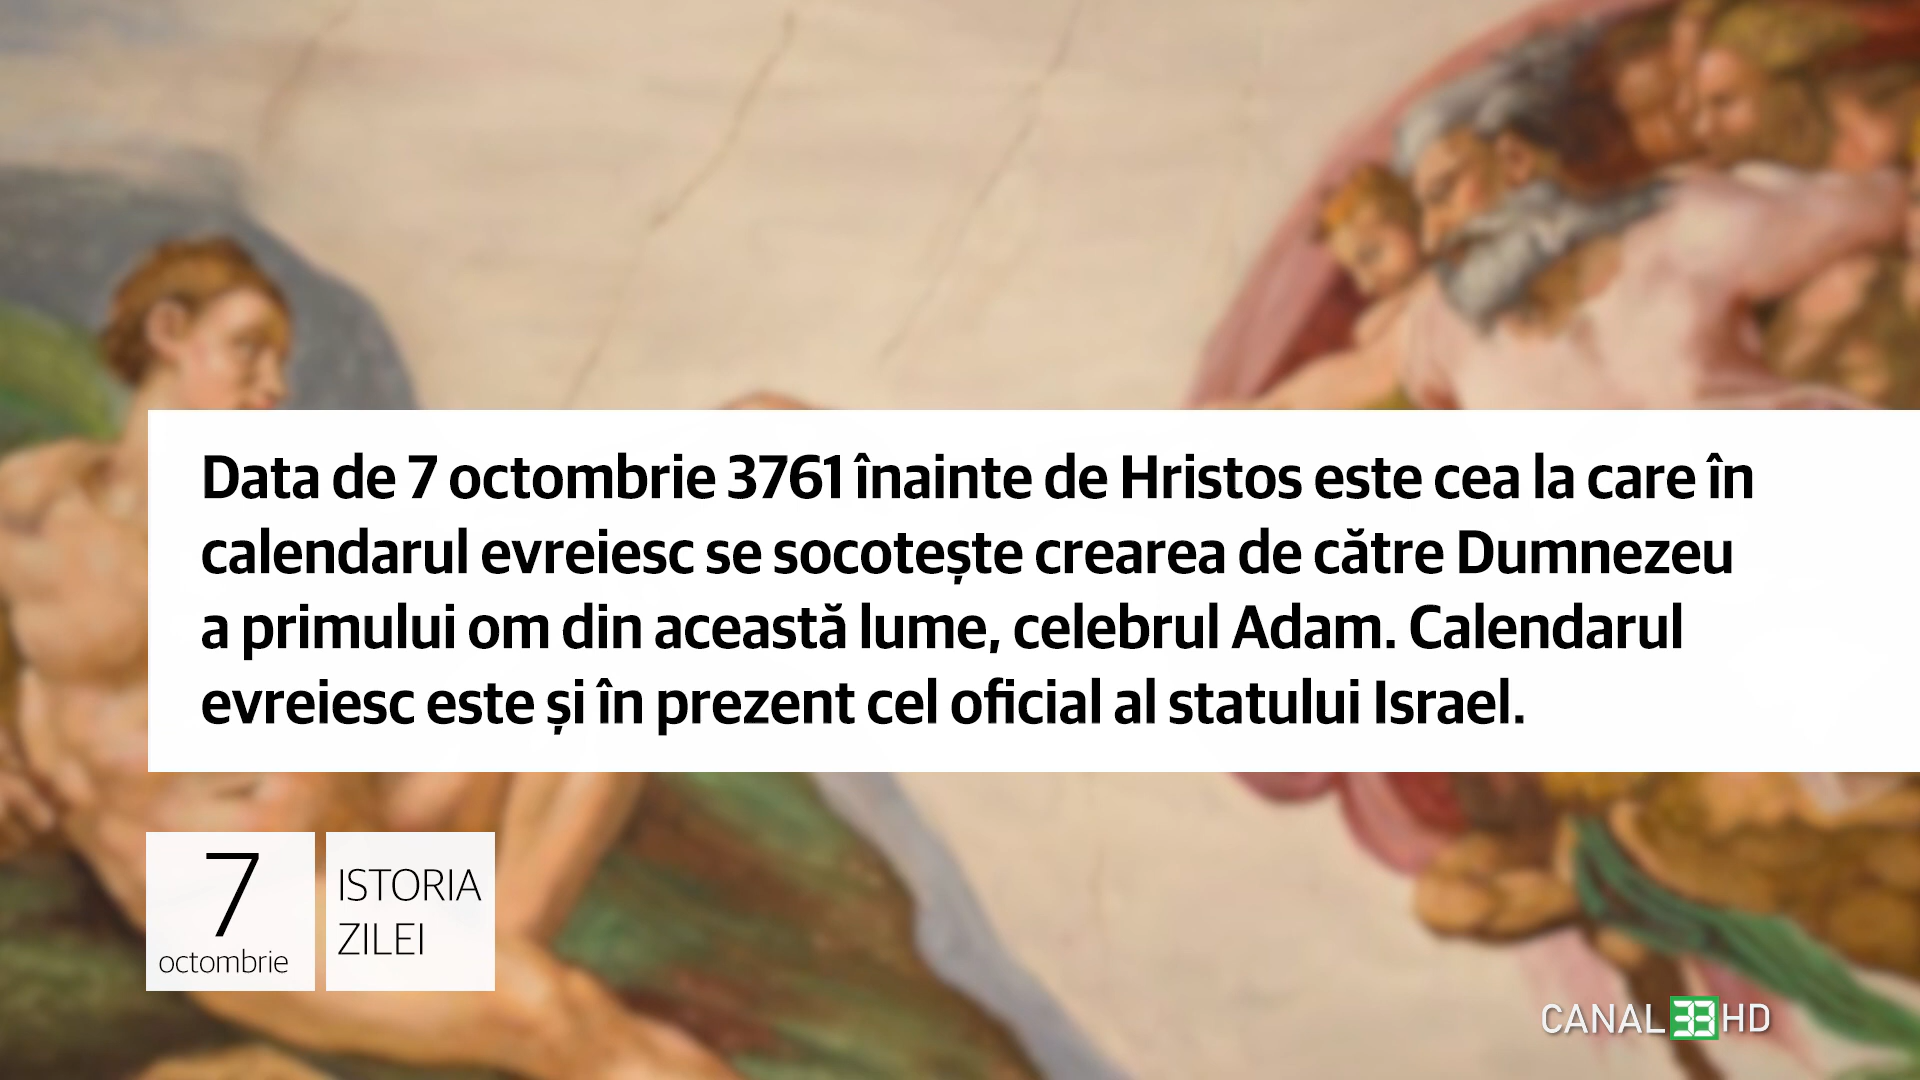 Data de 7 octombrie 3761 înainte de Hristos este cea la care în
calendarul evreiesc se socotește crearea de către Dumnezeu
a primului om din această lume, celebrul Adam. Calendarul
evreiesc este și în prezent cel oficial al statului Israel.
7
octombrie
ISTORIA
ZILEI
CANAL 33 HD